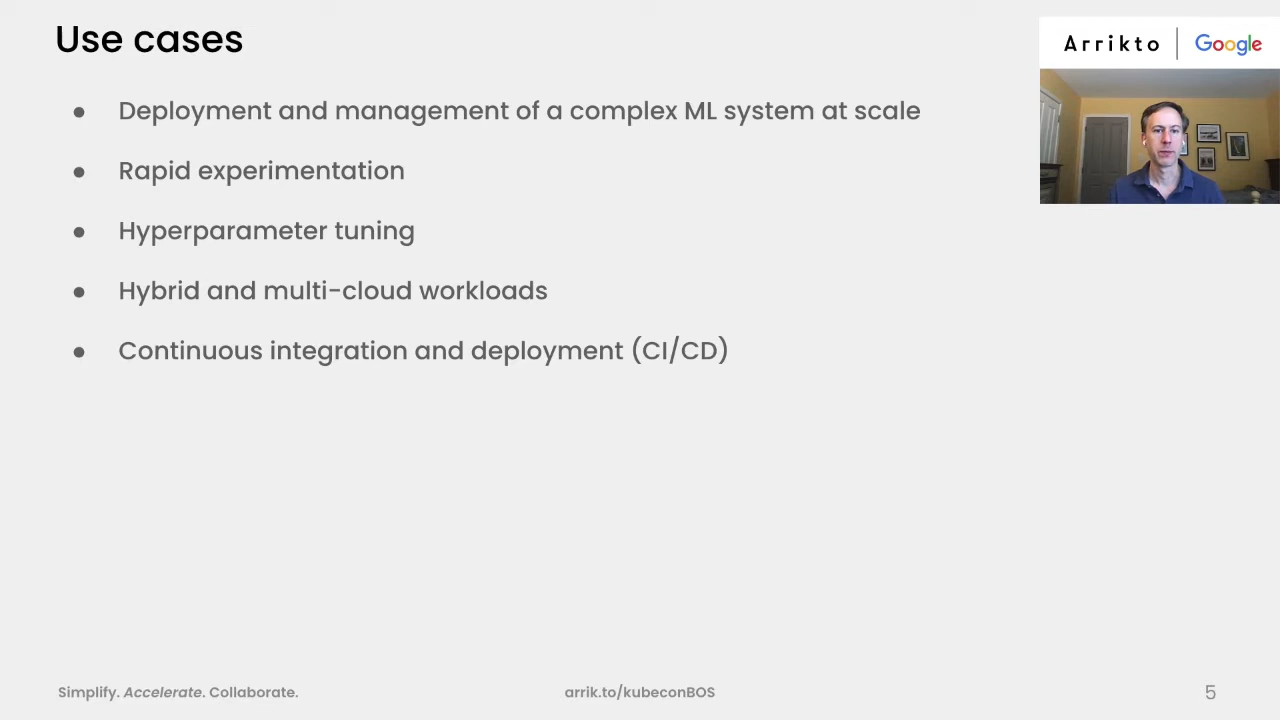 Use cases
Arrikto | Google
● Deployment and management of a complex ML system at scale
● Rapid experimentation
● Hyperparameter tuning
● Hybrid and multi-cloud workloads
● Continuous integration and deployment (CI/CD)
Simplify. Accelerate. Collaborate.
arrik.to/kubeconBOS
5